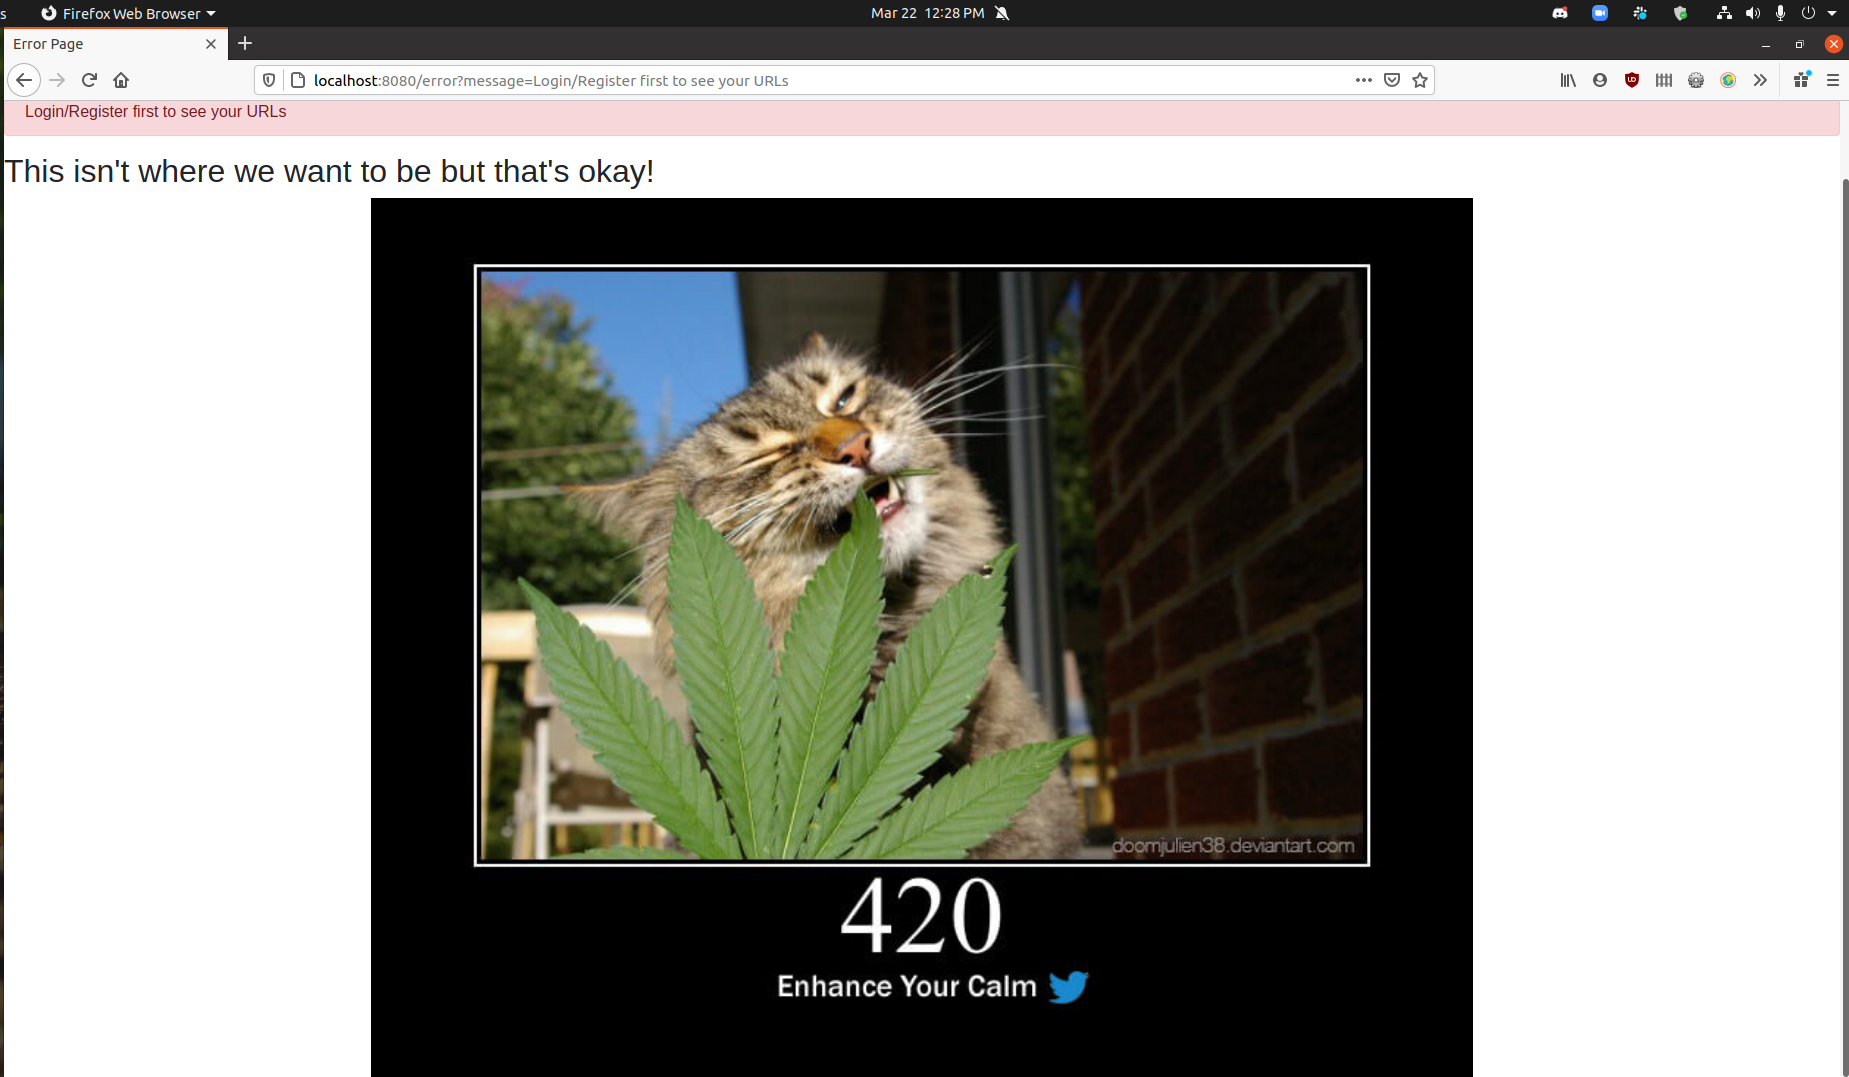 s Firefox Web Browser Mar 22 12:28 PM
Error Page
localhost:8080/error?message=Login/Register first to see your URLs
Login/Register first to see your URLs
This isn't where we want to be but that's okay!
doomjulien38.deviantart.com
420
Enhance Your Calm